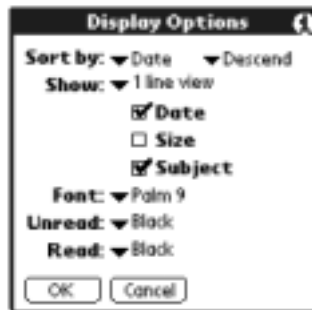 Display Options
Sort by: Date Descend
Show: 1 line view
Date
Size
Subject
Font: Palm 9
Unread: Black
Read: Black
OK Cancel